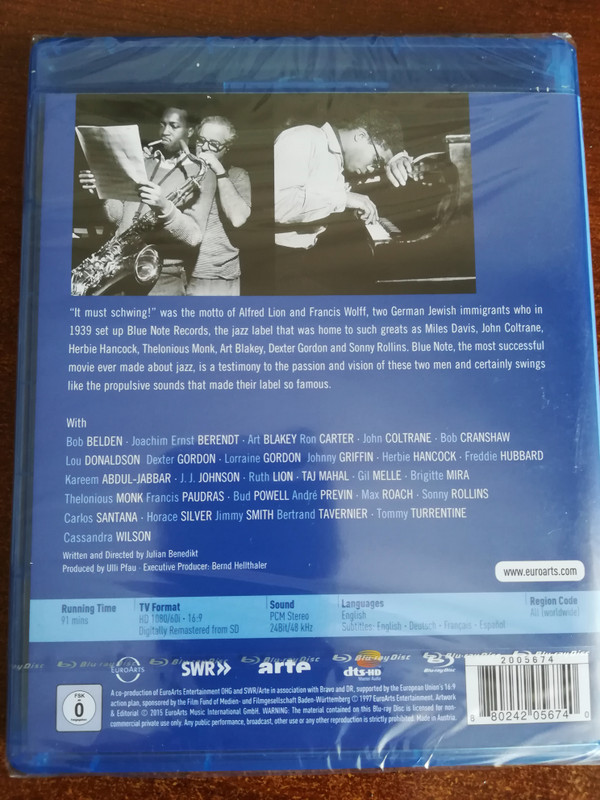 "It must schwing!" was the motto of Alfred Lion and Francis Wolff, two German Jewish immigrants who in
1939 set up Blue Note Records, the jazz label that was home to such greats as Miles Davis, John Coltrane,
Herbie Hancock, Thelonious Monk, Art Blakey, Dexter Gordon and Sonny Rollins. Blue Note, the most successful
movie ever made about jazz, is a testimony to the passion and vision of these two men and certainly swings
like the propulsive sounds that made their label so famous.
With
Bob BELDEN · Joachim Ernst BERENDT · Art BLAKEY Ron CARTER · John COLTRANE · Bob CRANSHAW
Lou DONALDSON Dexter GORDON · Lorraine GORDON Johnny GRIFFIN · Herbie HANCOCK · Freddie HUBBARD
Kareem ABDUL-JABBAR · J. J. JOHNSON · Ruth LION · TAJ MAHAL · Gil MELLE · Brigitte MIRA
Thelonious MONK Francis PAUDRAS · Bud POWELL André PREVIN · Max ROACH · Sonny ROLLINS
Carlos SANTANA · Horace SILVER Jimmy SMITH Bertrand TAVERNIER · Tommy TURRENTINE
Cassandra WILSON
Written and Directed by Julian Benedikt
Produced by Ulli Pfau · Executive Producer: Bernd Hellthaler
www.euroarts.com
Running Time TV Format Sound Languages Region Code
91 mins HD 1080/60i · 16:9 PCM Stereo English All (worldwide)
Digitally Remastered from SD 24Bit/48 kHz Subtitles: English · Deutsch · Français · Español
Blu-ray Disc
EUROARTS SWR arte dts-HD Master Audio
2005674
FSK 0
A co-production of EuroArts Entertainment OHG and SWR/Arte in association with Bravo and DR, supported by the European Union's 16:9
action plan, sponsored by the Film Fund of Medien- und Filmgesellschaft Baden-Württemberg © 1997 EuroArts Entertainment. Artwork
& Editorial © 2015 EuroArts Music International GmbH. WARNING: The material contained on this Blu-ray Disc is licensed for non-
commercial private use only. Any public performance, broadcast, other use or any other reproduction is strictly prohibited. Made in Austria.
8 80242 05674 0